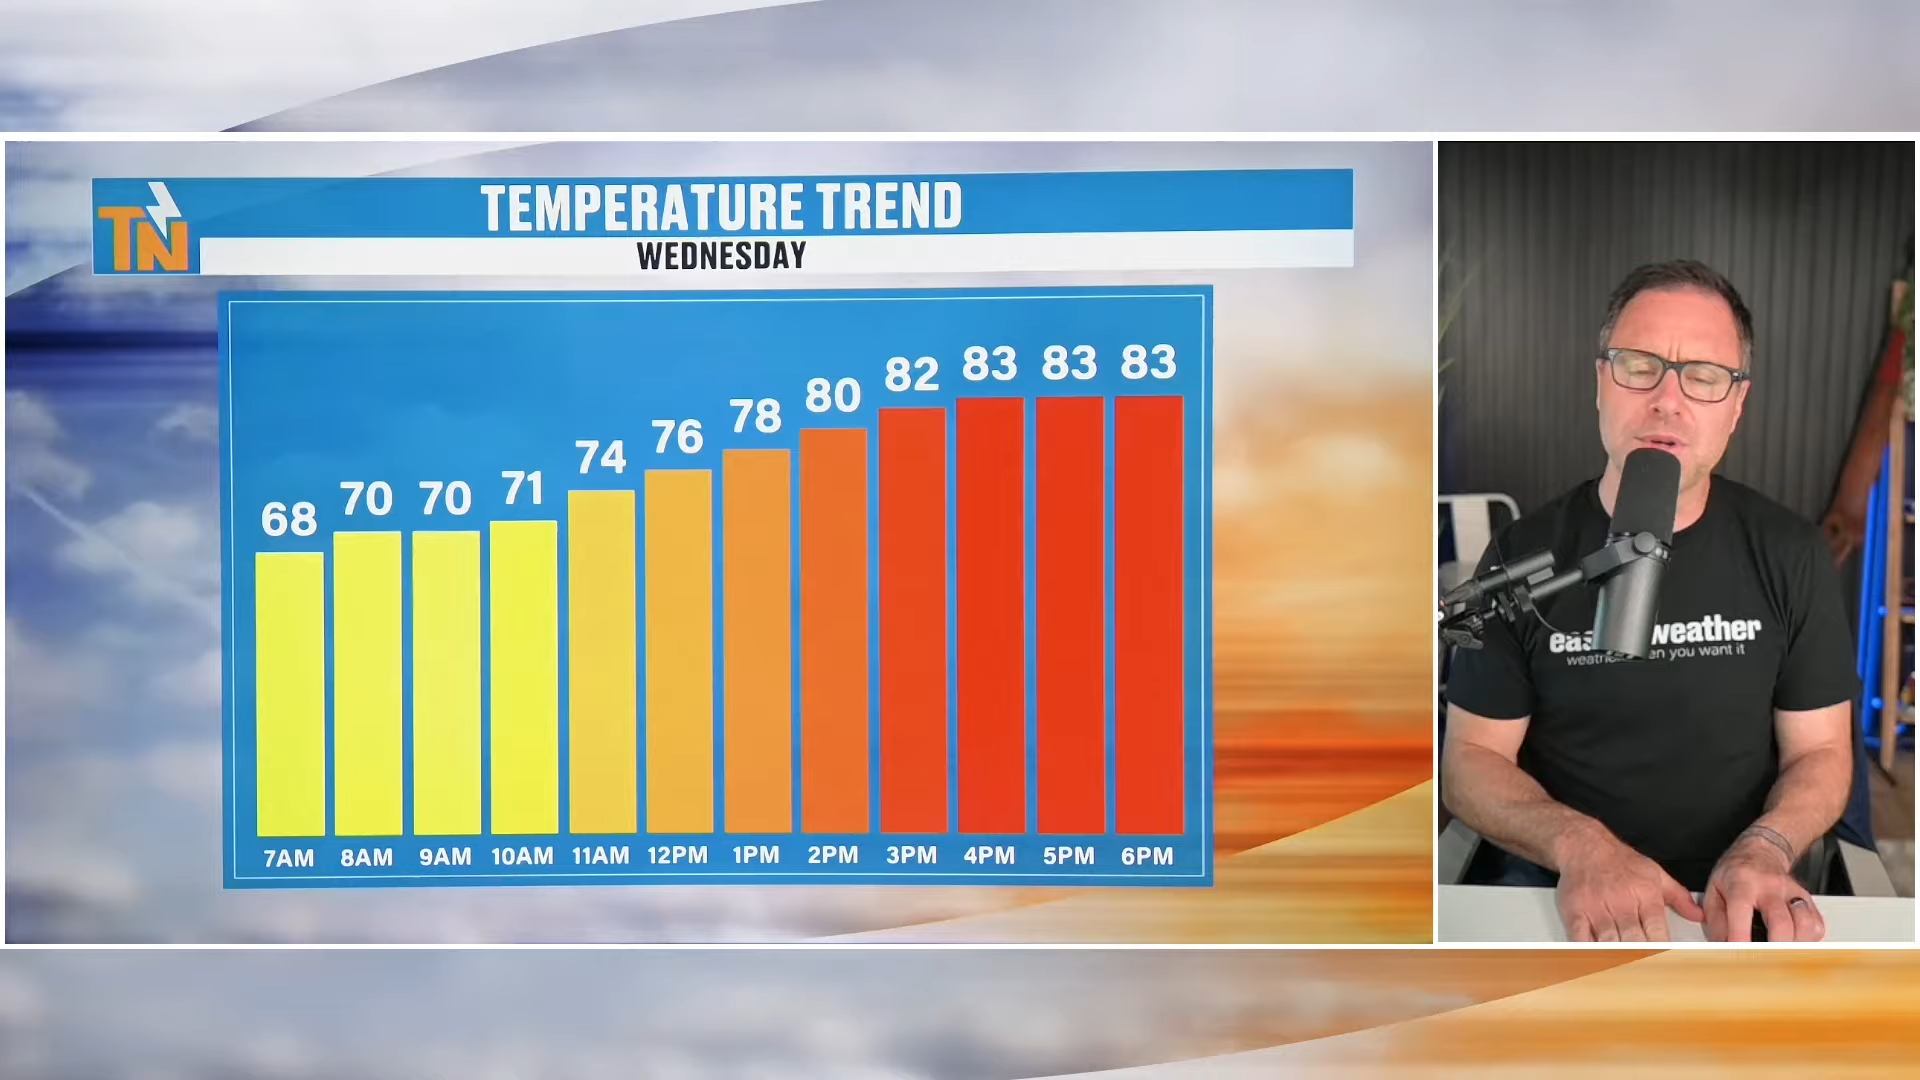 TN
TEMPERATURE TREND
WEDNESDAY
68 70 70 71 74 76 78 80 82 83 83 83
7AM 8AM 9AM 10AM 11AM 12PM 1PM 2PM 3PM 4PM 5PM 6PM
weather
you want it